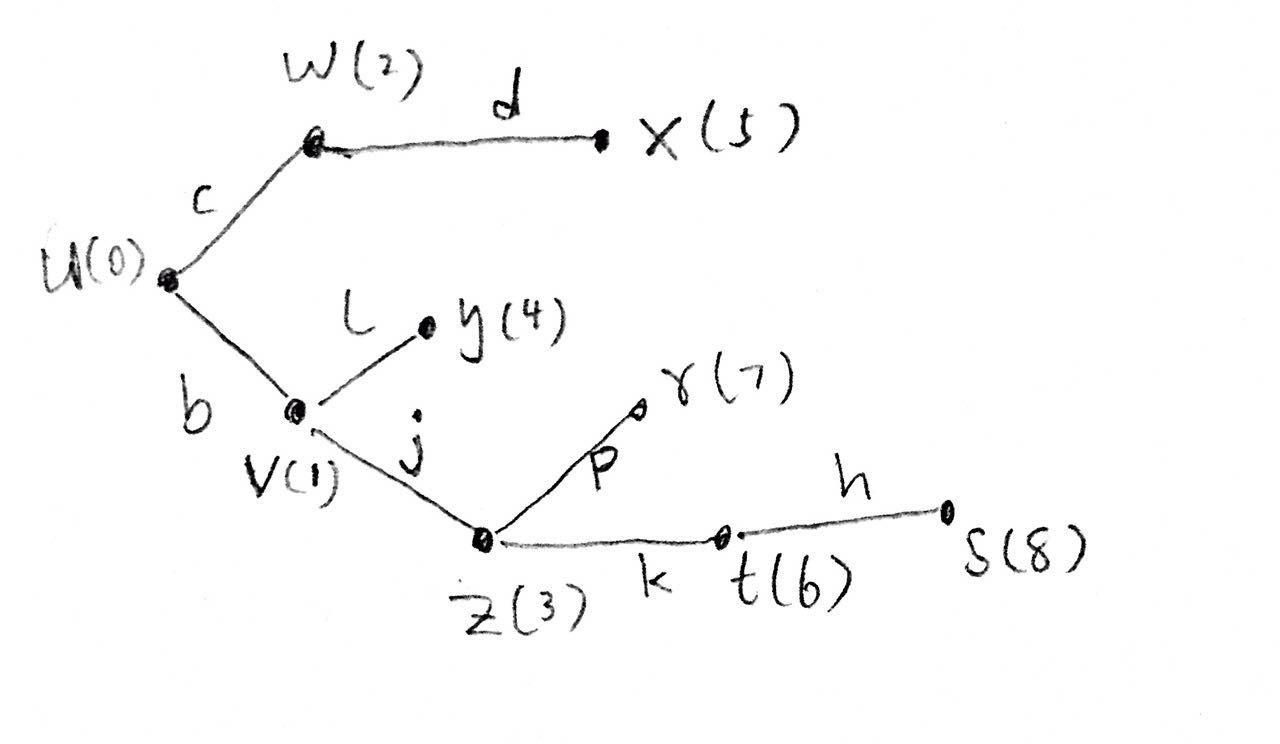 W(2)
d
X(5)
c
U(0)
L
y(4)
b
r(7)
V(1)
j
p
h
z(3)
k
t(6)
S(8)